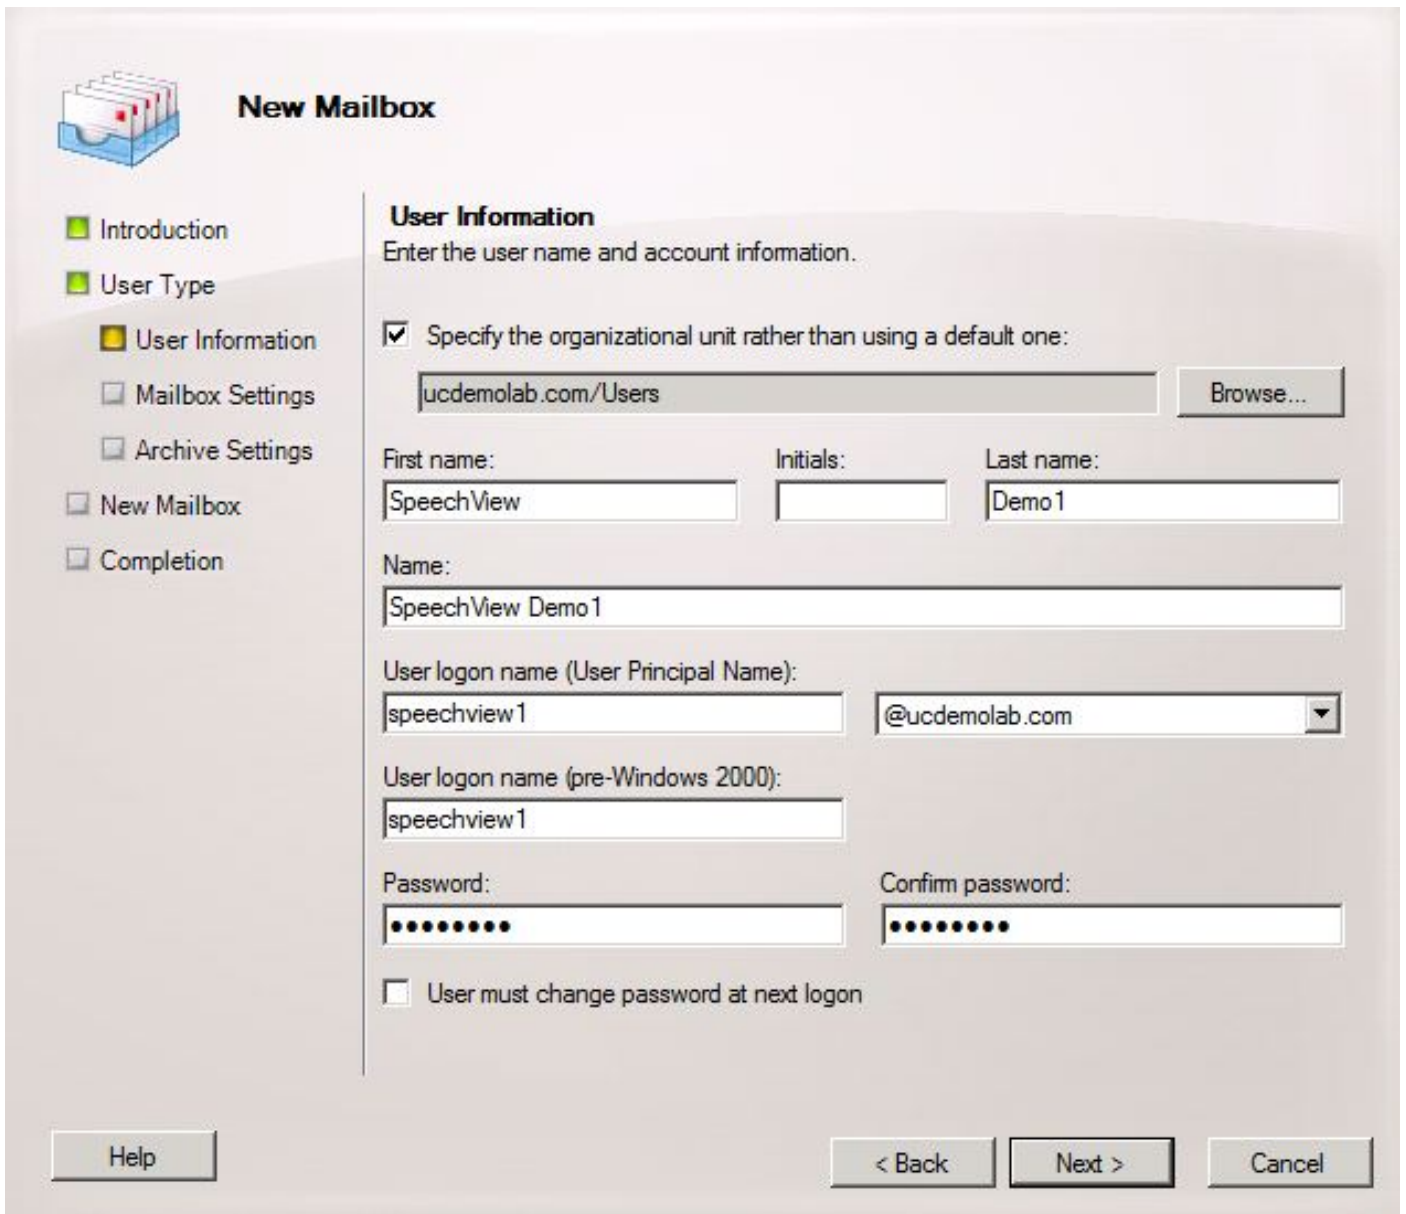 New Mailbox
Introduction
User Type
User Information
Mailbox Settings
Archive Settings
New Mailbox
Completion
User Information
Enter the user name and account information.
Specify the organizational unit rather than using a default one:
ucdemolab.com/Users
Browse...
First name: Initials: Last name:
SpeechView Demo1
Name:
SpeechView Demo1
User logon name (User Principal Name):
speechview1 @ucdemolab.com
User logon name (pre-Windows 2000):
speechview1
Password: Confirm password:
•••••••• ••••••••
User must change password at next logon
Help < Back Next > Cancel